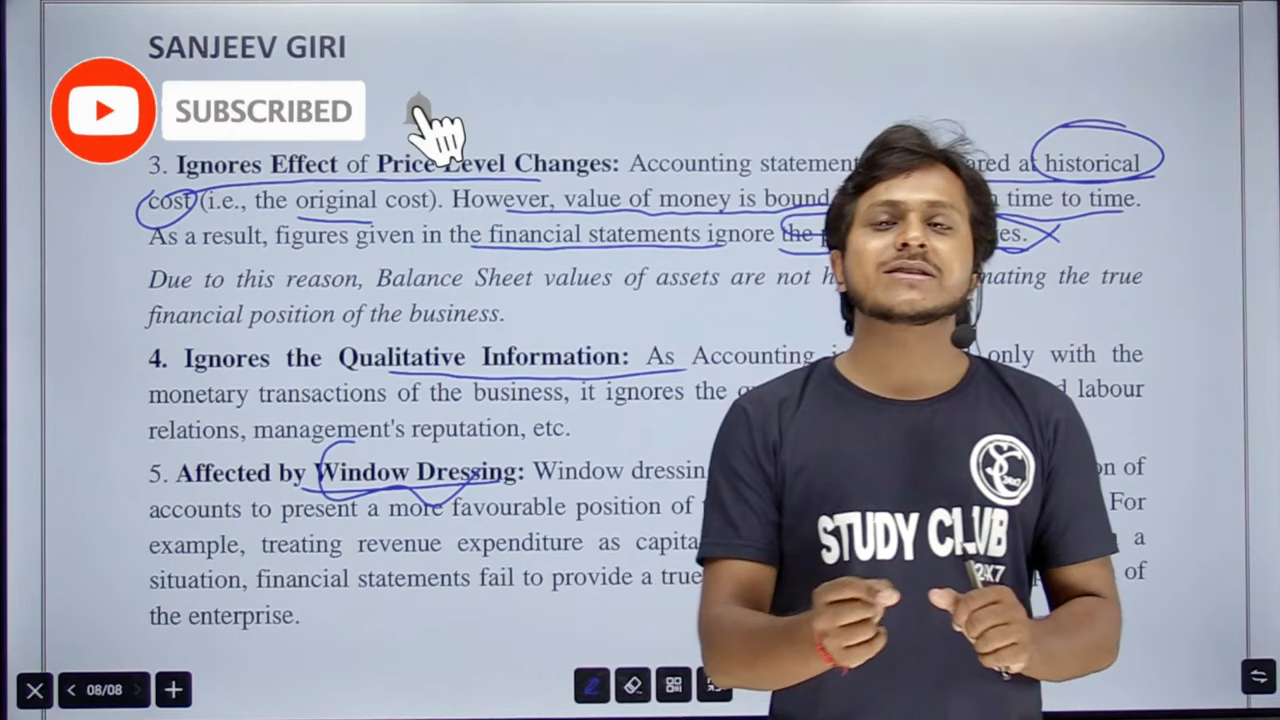 SANJEEV GIRI
SUBSCRIBED
3. Ignores Effect of Price Level Changes: Accounting at historical
cost (i.e., the original cost). However, value of money is bound time to time.
As a result, figures given in the financial statements ignore the
Due to this reason, Balance Sheet values of assets are not the true
financial position of the business.
4. Ignores the Qualitative Information: As Accounting only with the
monetary transactions of the business, it ignores the labour
relations, management's reputation, etc.
5. Affected by Window Dressing: Window of
accounts to present a more favourable position of For
example, treating revenue expenditure as a
situation, financial statements fail to provide a true of
the enterprise.
SC
24x7
STUDY CLUB
24X7
08/08